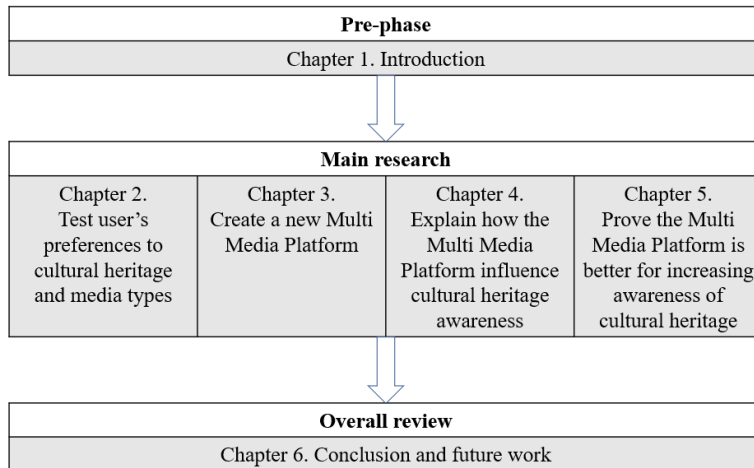 Pre-phase
Chapter 1. Introduction
Main research
Chapter 2.
Test user's
preferences to
cultural heritage
and media types
Chapter 3.
Create a new Multi
Media Platform
Chapter 4.
Explain how the
Multi Media
Platform influence
cultural heritage
awareness
Chapter 5.
Prove the Multi
Media Platform is
better for increasing
awareness of
cultural heritage
Overall review
Chapter 6. Conclusion and future work